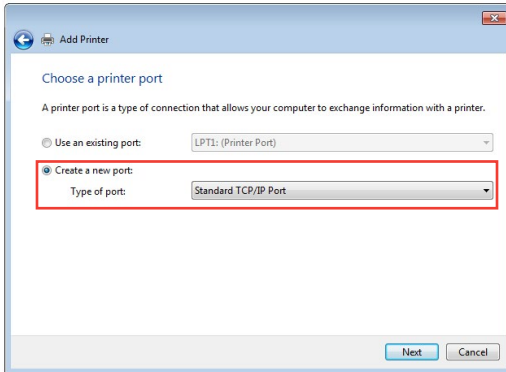 Add Printer
Choose a printer port
A printer port is a type of connection that allows your computer to exchange information with a printer.
Use an existing port: LPT1: (Printer Port)
Create a new port:
Type of port: Standard TCP/IP Port
Next Cancel